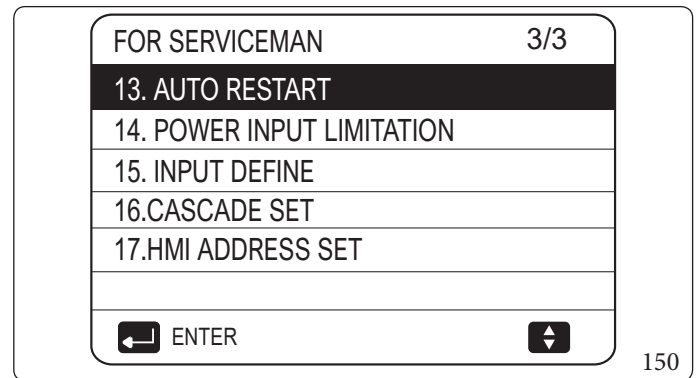 FOR SERVICEMAN 3/3
13. AUTO RESTART
14. POWER INPUT LIMITATION
15. INPUT DEFINE
16.CASCADE SET
17.HMI ADDRESS SET
ENTER
150